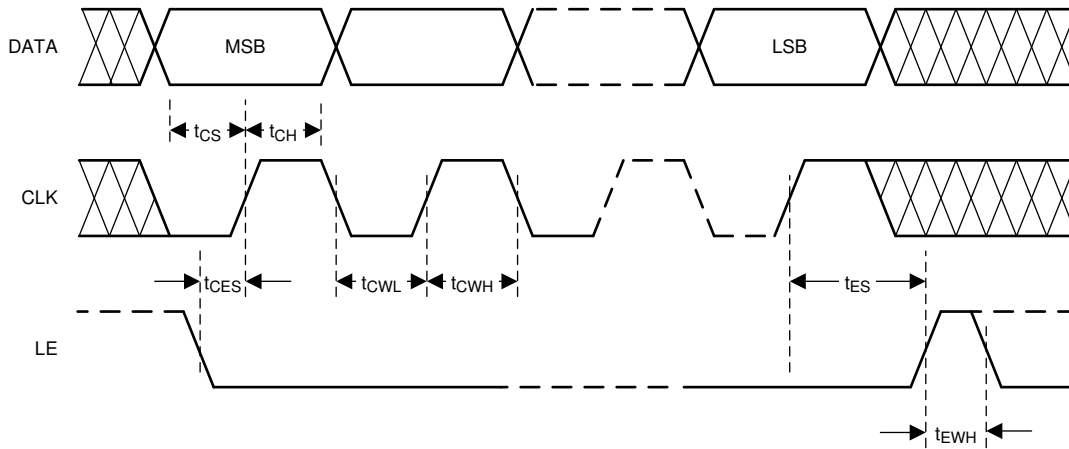 DATA MSB LSB
tCS tCH
CLK
tCES tCWL tCWH tES
LE
tEWH